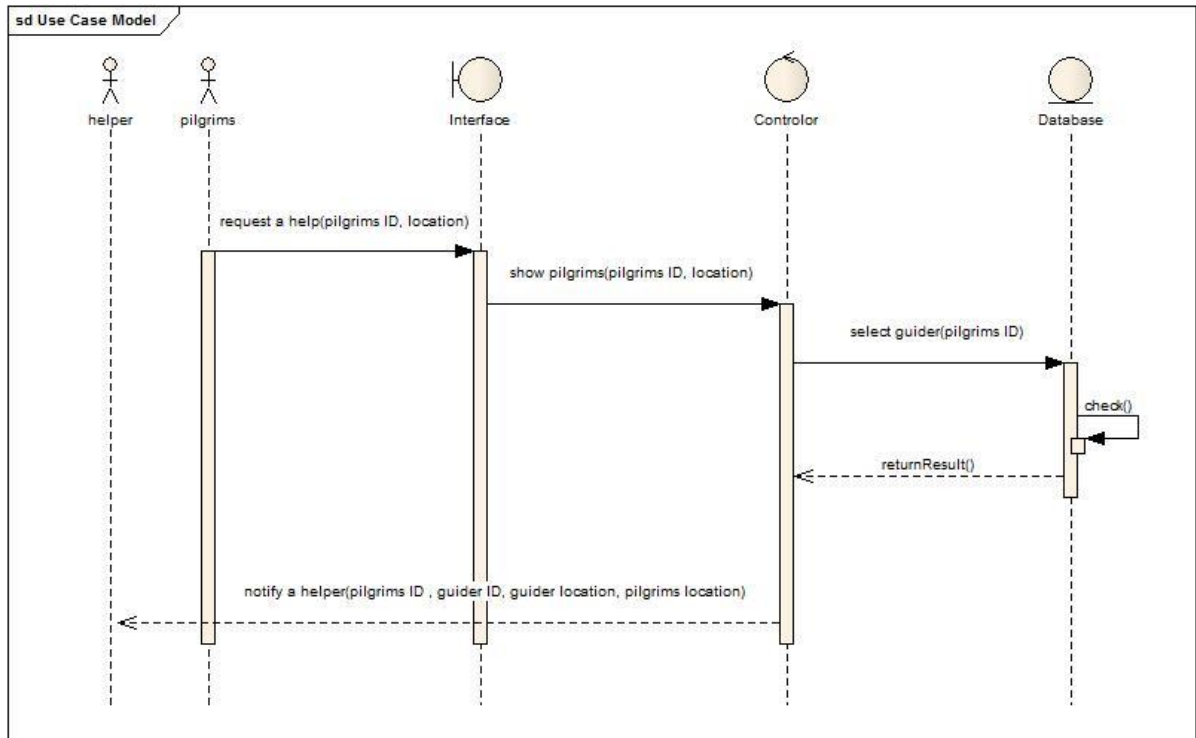 sd Use Case Model
helper
pilgrims
Interface
Controlor
Database
request a help(pilgrims ID, location)
show pilgrims(pilgrims ID, location)
select guider(pilgrims ID)
check()
returnResult()
notify a helper(pilgrims ID , guider ID, guider location, pilgrims location)